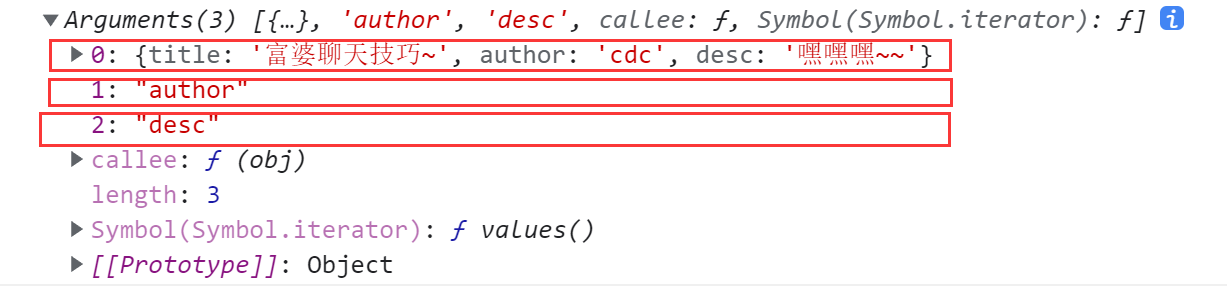 Arguments(3) [{…}, 'author', 'desc', callee: ƒ, Symbol(Symbol.iterator): ƒ] i
0: {title: '富婆聊天技巧~', author: 'cdc', desc: '嘿嘿嘿~~'}
1: "author"
2: "desc"
callee: ƒ (obj)
length: 3
Symbol(Symbol.iterator): ƒ values()
[[Prototype]]: Object